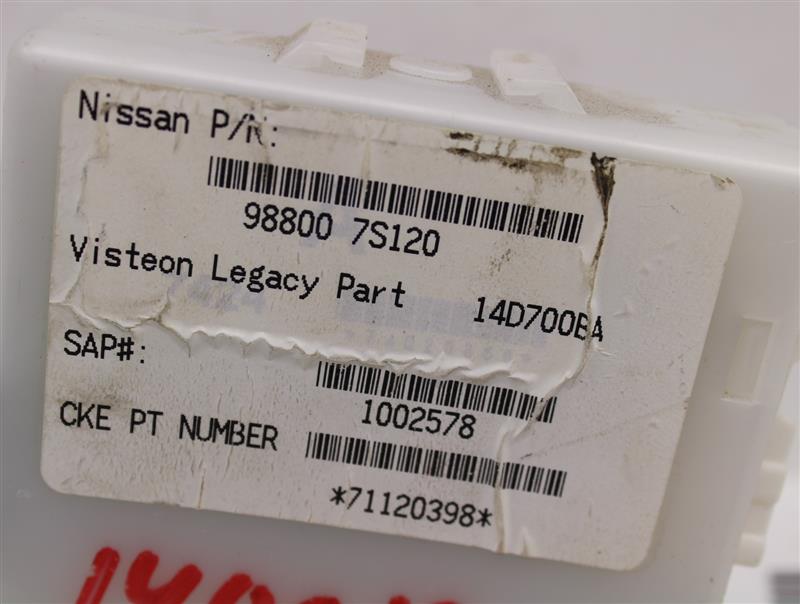 Nissan P/N:
98800 7S120
Visteon Legacy Part 14D700BA
SAP#:
1002578
CKE PT NUMBER
*71120398*